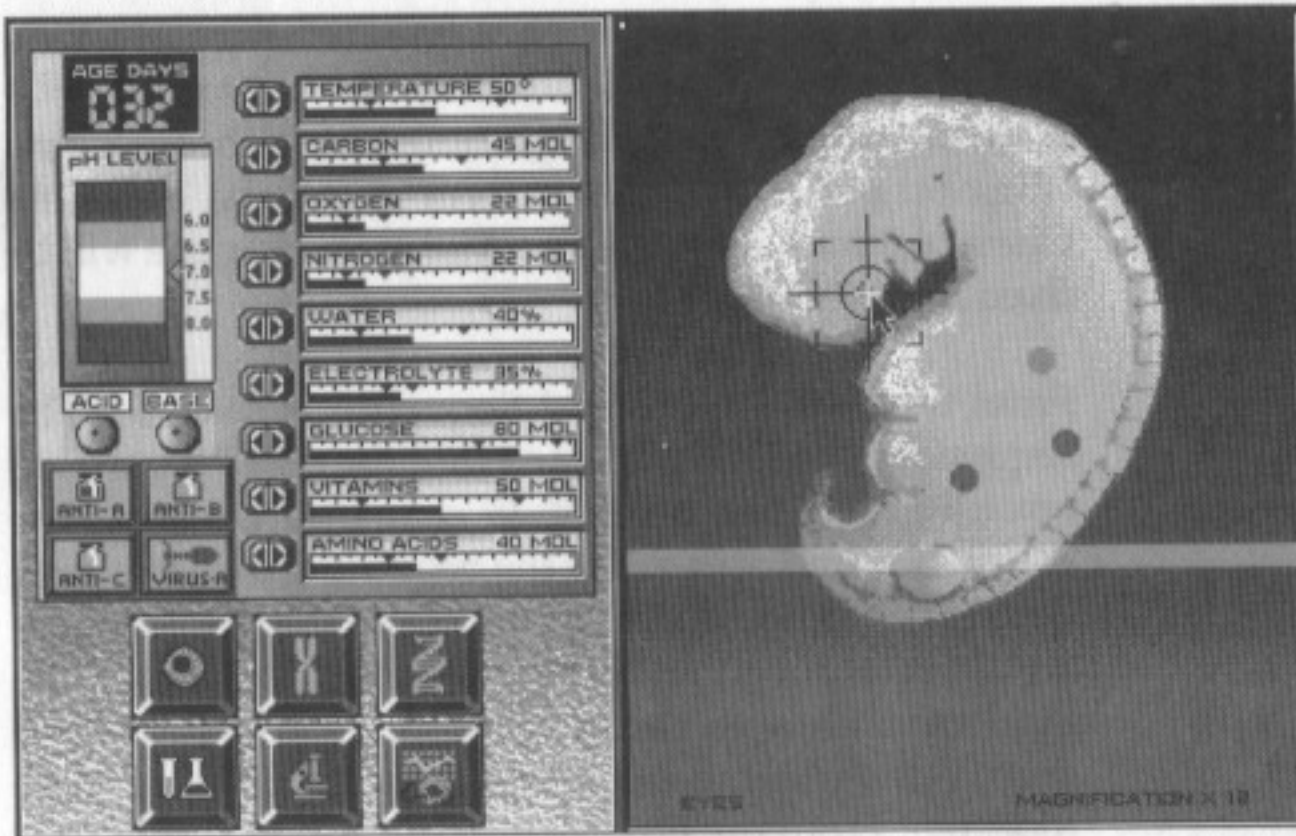 AGE DAYS
032
pH LEVEL
6.0
6.5
7.0
7.5
8.0
ACID BASE
ANTI-A ANTI-B
ANTI-C VIRUS-A
TEMPERATURE 50°
CARBON 45 MOL
OXYGEN 22 MOL
NITROGEN 22 MOL
WATER 40%
ELECTROLYTE 35%
GLUCOSE 80 MOL
VITAMINS 50 MOL
AMINO ACIDS 40 MOL
EYES MAGNIFICATION X 10